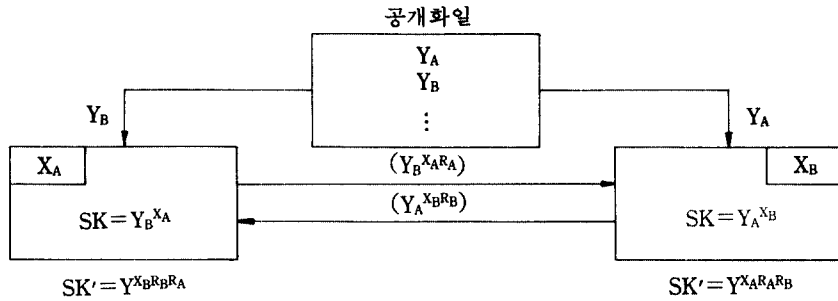 공개화일
Y_A
Y_B
⋮
Y_B
Y_A
X_A
(Y_B^{X_A R_A})
X_B
(Y_A^{X_B R_B})
SK=Y_B^{X_A}
SK=Y_A^{X_B}
SK'=Y^{X_B R_B R_A}
SK'=Y^{X_A R_A R_B}